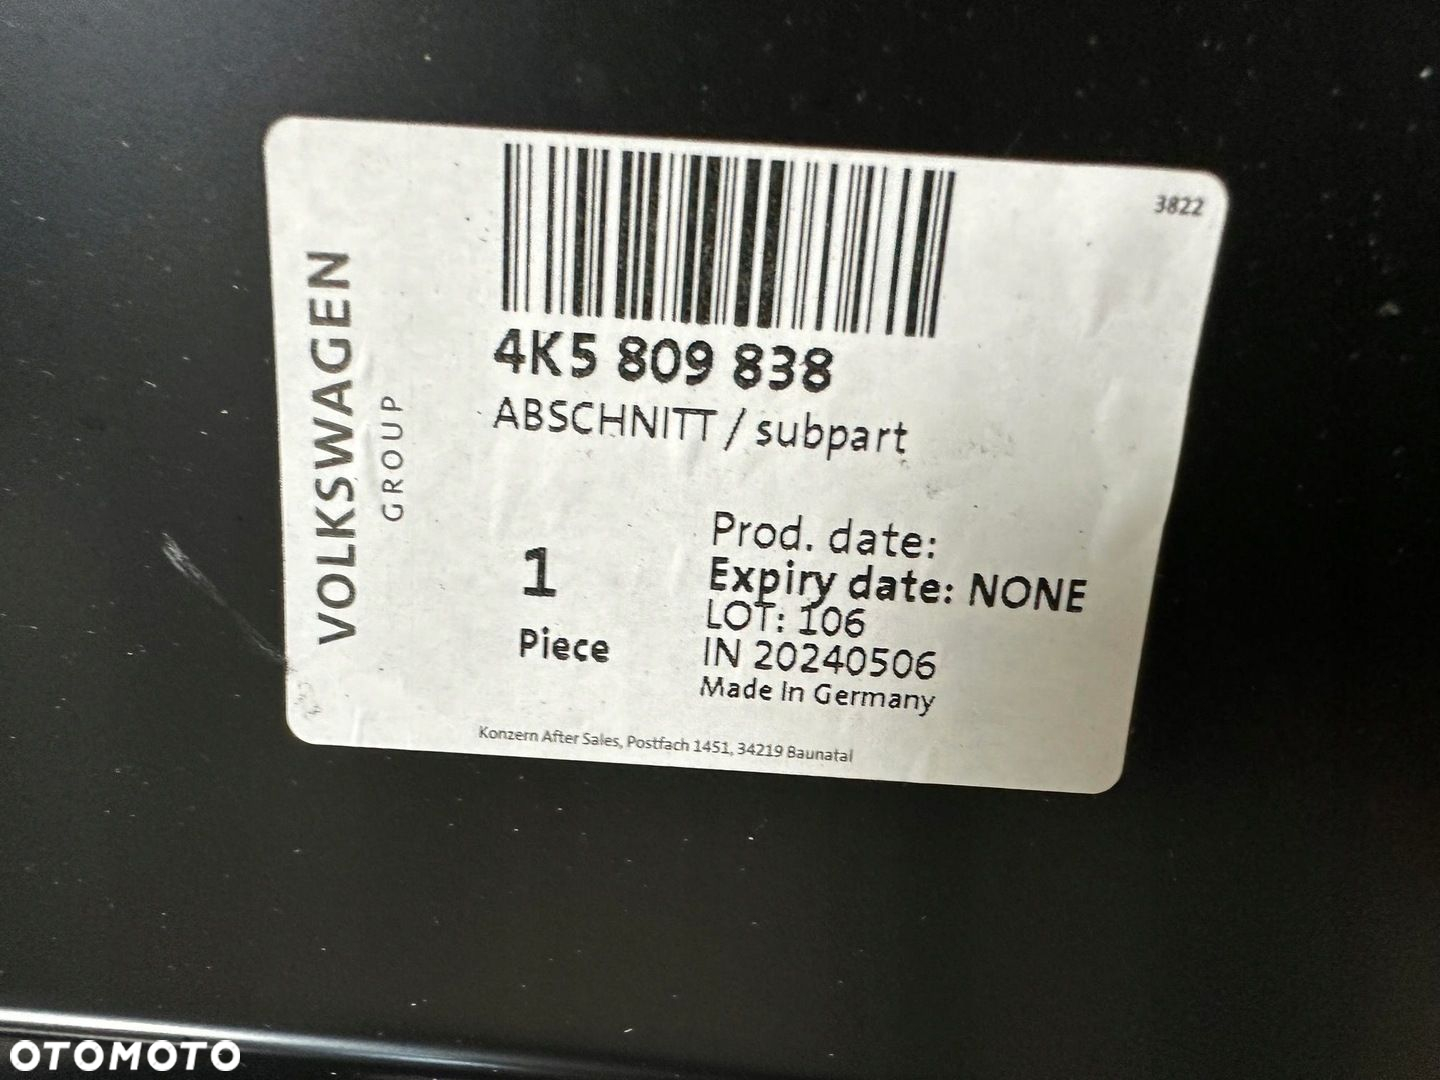 3822
VOLKSWAGEN
GROUP
4K5 809 838
ABSCHNITT / subpart
1
Piece
Prod. date:
Expiry date: NONE
LOT: 106
IN 20240506
Made In Germany
Konzern After Sales, Postfach 1451, 34219 Baunatal
OTOMOTO